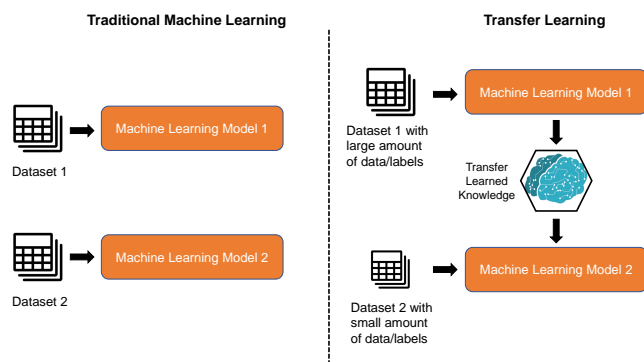 Traditional Machine Learning
Machine Learning Model 1
Dataset 1
Machine Learning Model 2
Dataset 2
Transfer Learning
Machine Learning Model 1
Dataset 1 with
large amount
of data/labels
Transfer
Learned
Knowledge
Machine Learning Model 2
Dataset 2 with
small amount
of data/labels